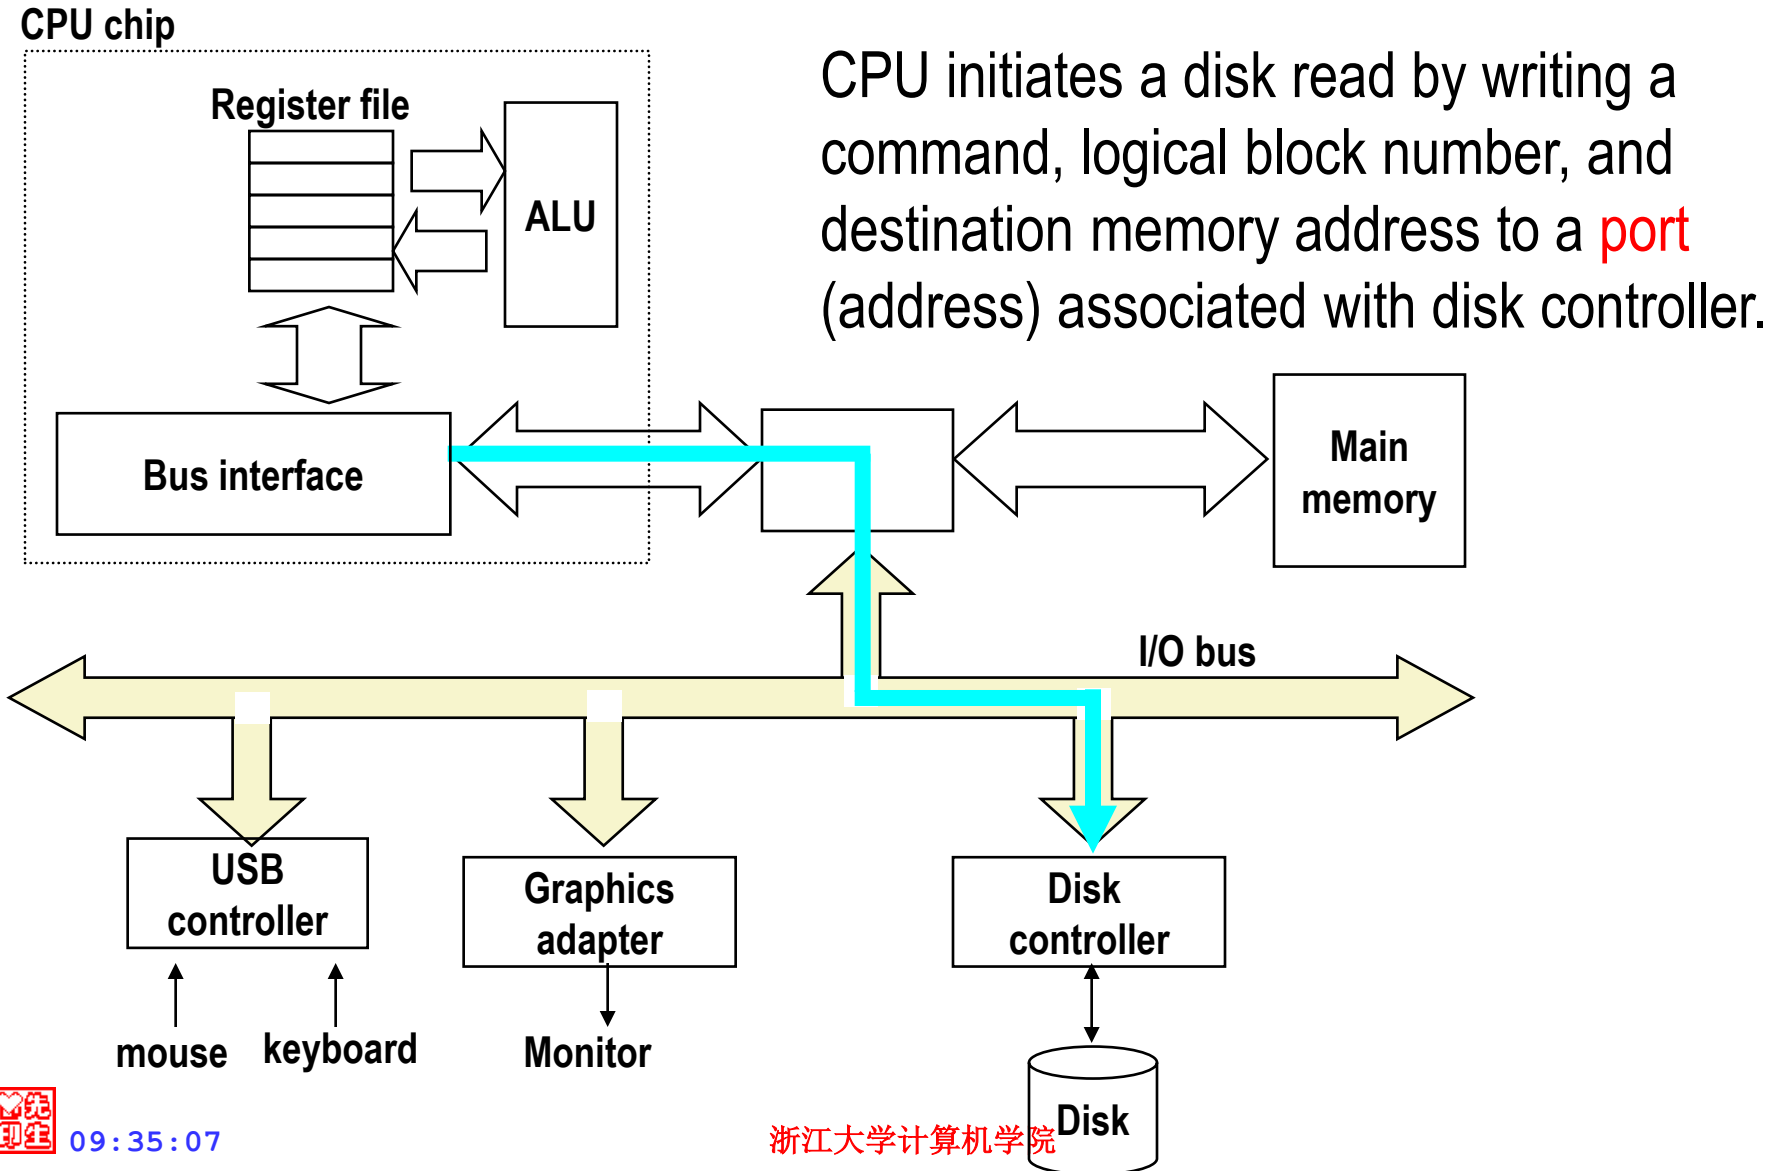 CPU chip
CPU initiates a disk read by writing a
command, logical block number, and
destination memory address to a port
(address) associated with disk controller.
Register file
ALU
Bus interface
Main
memory
I/O bus
USB
controller
Graphics
adapter
Disk
controller
mouse
keyboard
Monitor
Disk
09:35:07
浙江大学计算机学院